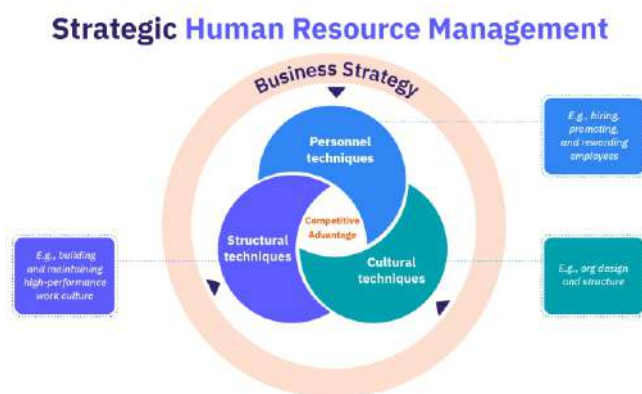 Strategic Human Resource Management
Business Strategy
Personnel
techniques
E.g., hiring,
promoting,
and rewarding
employees
Competitive
Advantage
Structural
techniques
Cultural
techniques
E.g., building
and maintaining
high-performance
work culture
E.g., org design
and structure